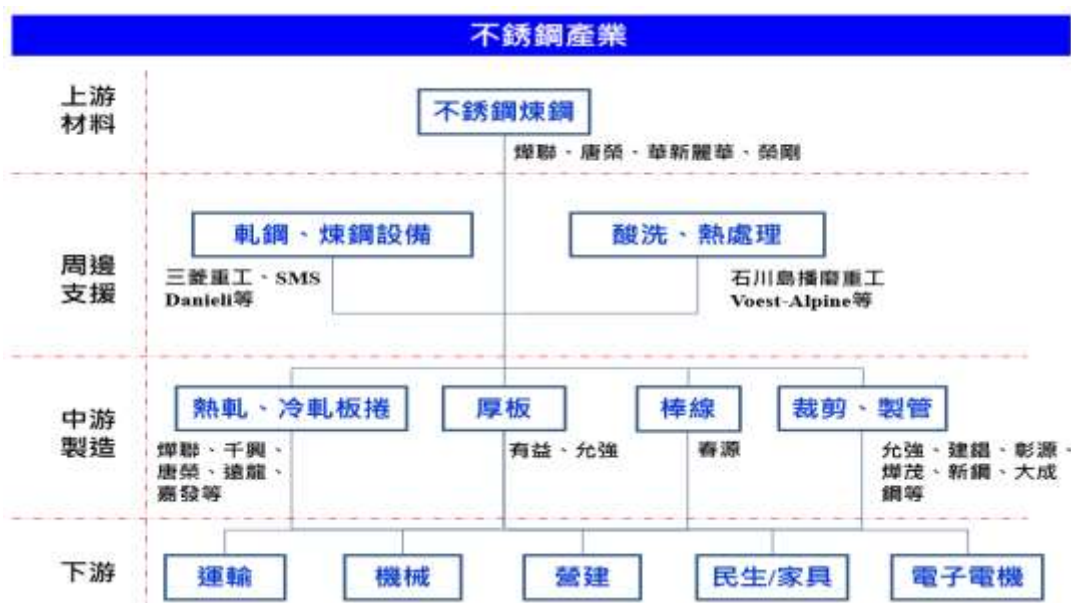 不銹鋼產業
上游
材料
不銹鋼煉鋼
燁聯、唐榮、華新麗華、榮剛
周邊
支援
軋鋼、煉鋼設備
三菱重工、SMS
Danieli等
酸洗、熱處理
石川島播磨重工
Voest-Alpine等
中游
製造
熱軋、冷軋板捲
燁聯、千興、
唐榮、遠龍、
嘉發等
厚板
有益、允強
棒線
春源
裁剪、製管
允強、建錩、彰源、
燁茂、新鋼、大成
鋼等
下游
運輸
機械
營建
民生/家具
電子電機